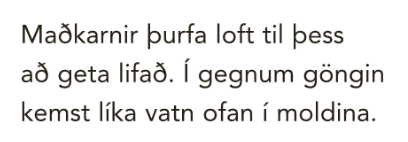 Maðkarnir þurfa loft til þess
að geta lifað. Í gegnum göngin
kemst líka vatn ofan í moldina.